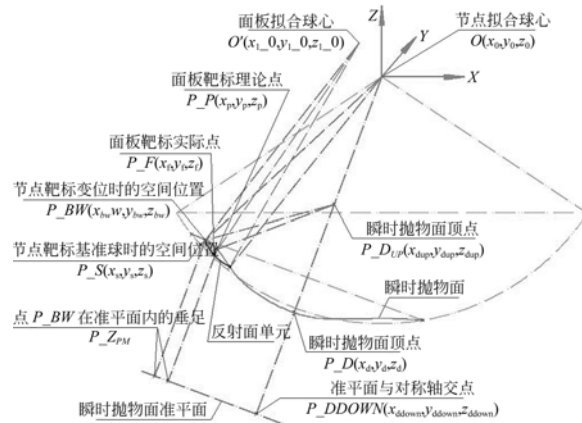 面板拟合球心
O'(x1_0,y1_0,z1_0)
Z
Y
X
节点拟合球心
O(x0,y0,z0)
面板靶标理论点
P_P(xp,yp,zp)
面板靶标实际点
P_F(xf,yf,zf)
节点靶标变位时的空间位置
P_BW(xbww,ybw,zbw)
节点靶标基准球时的空间位置
P_S(xs,ys,zs)
点 P_BW 在准平面内的垂足
P_ZPM
反射面单元
瞬时抛物面准平面
瞬时抛物面顶点
P_DUP(xdup,ydup,zdup)
瞬时抛物面
瞬时抛物面顶点
P_D(xd,yd,zd)
准平面与对称轴交点
P_DDOWN(xddown,yddown,zddown)